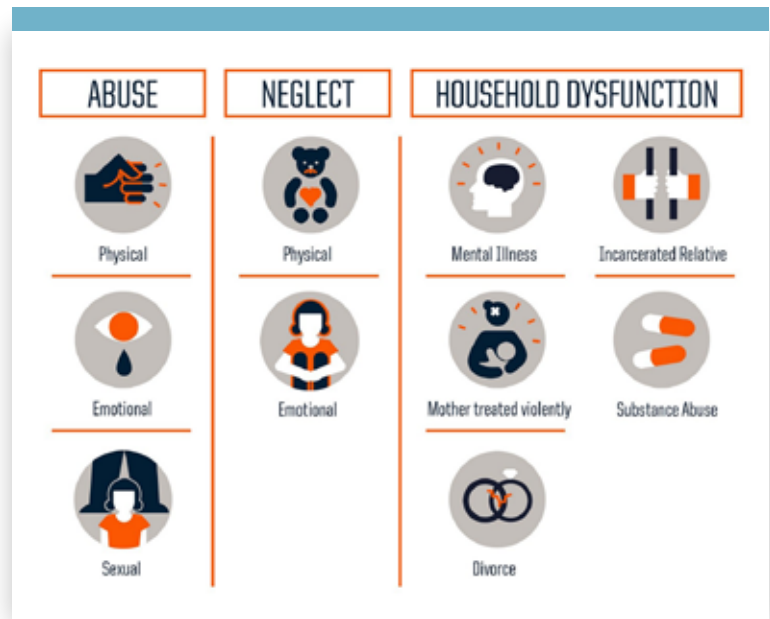 ABUSE
Physical
Emotional
Sexual
NEGLECT
Physical
Emotional
HOUSEHOLD DYSFUNCTION
Mental Illness
Incarcerated Relative
Mother treated violently
Substance Abuse
Divorce